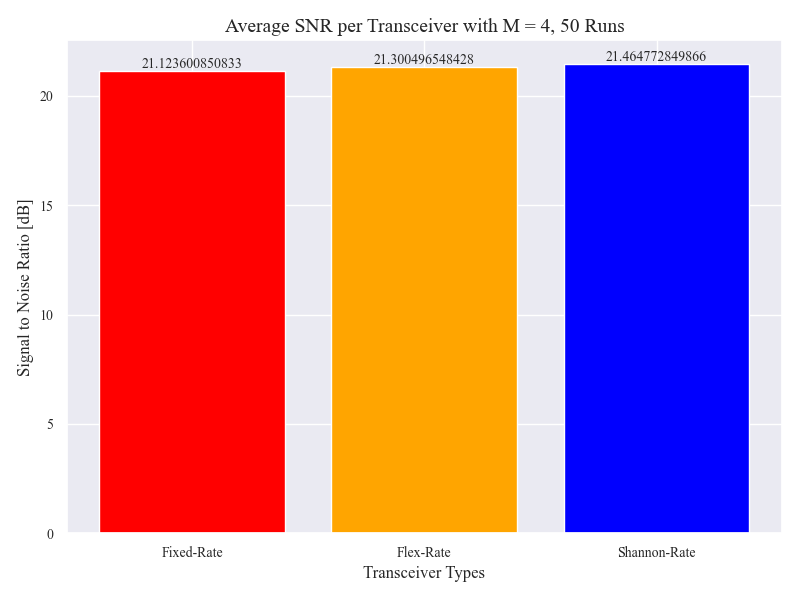 Average SNR per Transceiver with M = 4, 50 Runs
21.123600850833
21.300496548428
21.464772849866
Signal to Noise Ratio [dB]
20
15
10
5
0
Fixed-Rate
Flex-Rate
Shannon-Rate
Transceiver Types